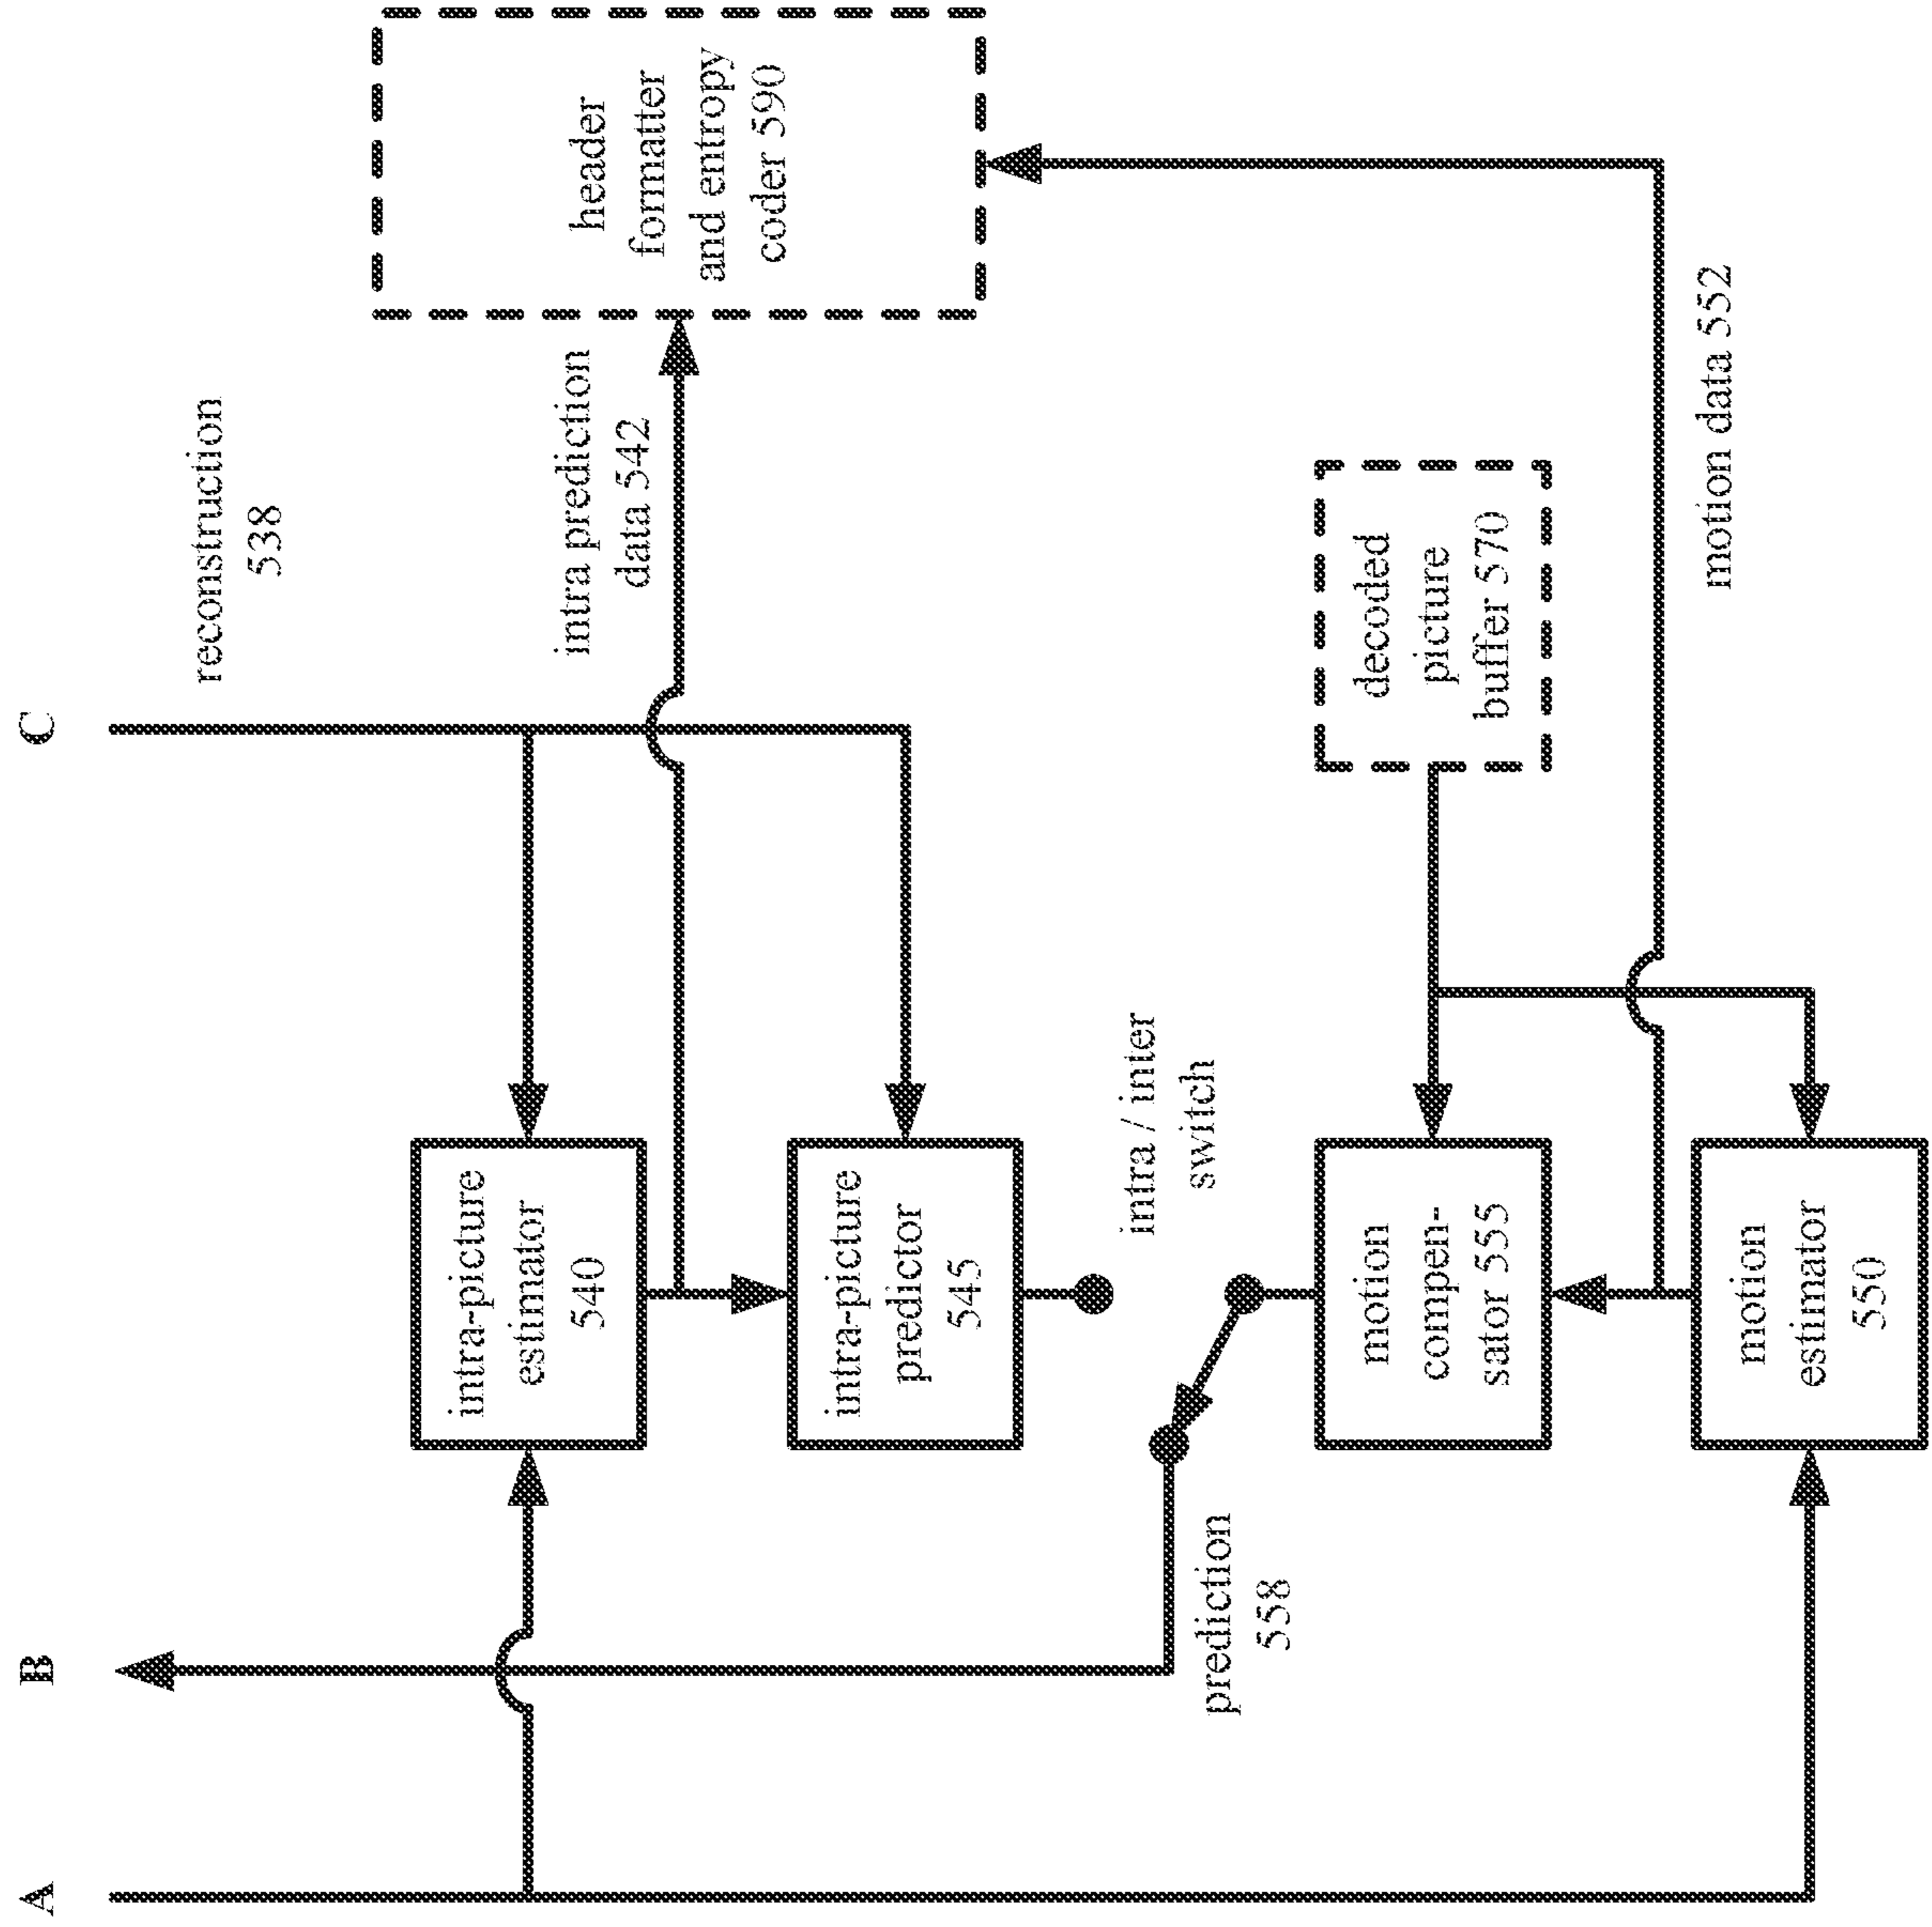 A
B
C
reconstruction
538
intra-picture
estimator
540
intra prediction
data 542
header
formatter
and entropy
coder 590
intra-picture
predictor
545
intra / inter
switch
prediction
558
motion
compen-
sator 555
decoded
picture
buffer 570
motion
estimator
550
motion data 552